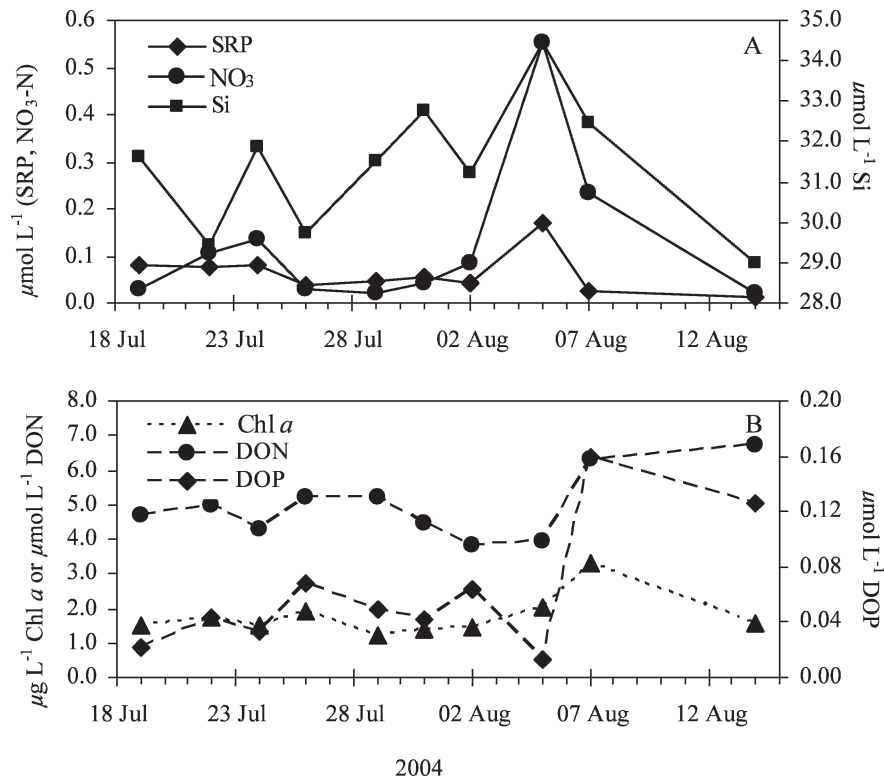 0.6
0.5
0.4
0.3
0.2
0.1
0.0
µmol L⁻¹ (SRP, NO₃-N)
SRP
NO₃
Si
A
35.0
34.0
33.0
32.0
31.0
30.0
29.0
28.0
µmol L⁻¹ Si
18 Jul 23 Jul 28 Jul 02 Aug 07 Aug 12 Aug
8.0
7.0
6.0
5.0
4.0
3.0
2.0
1.0
0.0
µg L⁻¹ Chl a or µmol L⁻¹ DON
Chl a
DON
DOP
B
0.20
0.16
0.12
0.08
0.04
0.00
µmol L⁻¹ DOP
18 Jul 23 Jul 28 Jul 02 Aug 07 Aug 12 Aug
2004